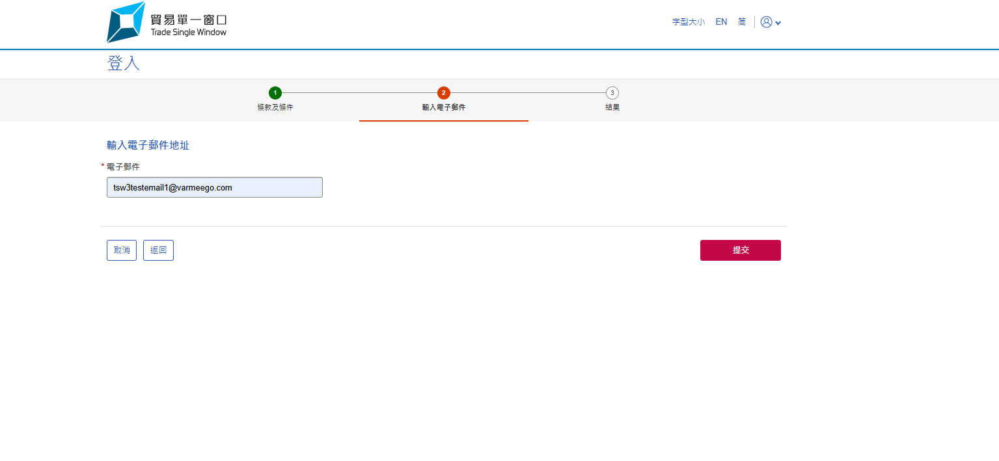 貿易單一窗口
Trade Single Window
字型大小 EN 简
登入
1 2 3
條款及條件 輸入電子郵件 結果
輸入電子郵件地址
* 電子郵件
tsw3testemail1@varmeego.com
取消 返回 提交